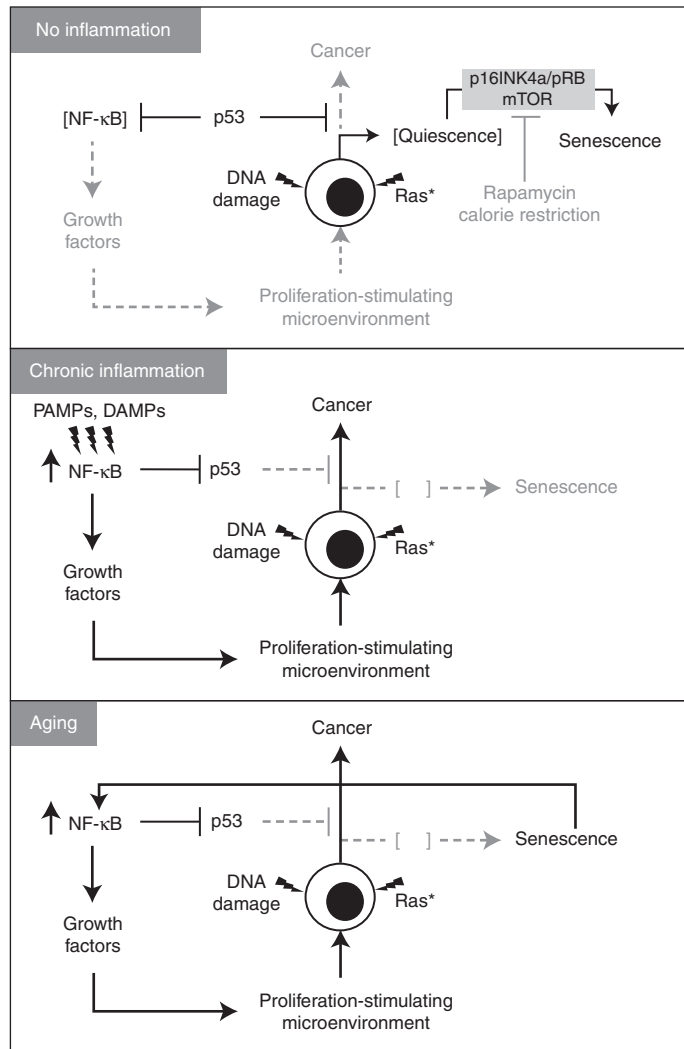 No inflammation
Cancer
p16INK4a/pRB
mTOR
[NF-κB]
p53
[Quiescence]
Senescence
DNA
damage
Ras*
Rapamycin
calorie restriction
Growth
factors
Proliferation-stimulating
microenvironment
Chronic inflammation
PAMPs, DAMPs
Cancer
NF-κB
p53
[ ]
Senescence
DNA
damage
Ras*
Growth
factors
Proliferation-stimulating
microenvironment
Aging
Cancer
NF-κB
p53
[ ]
Senescence
DNA
damage
Ras*
Growth
factors
Proliferation-stimulating
microenvironment